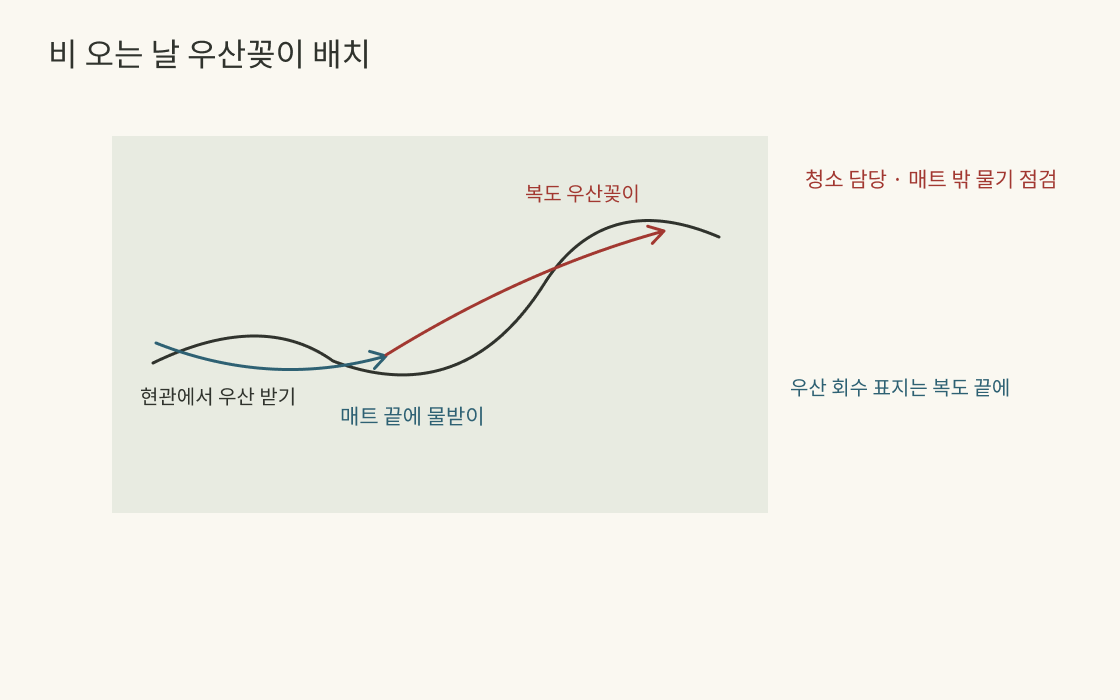 비 오는 날 우산꽂이 배치
청소 담당 · 매트 밖 물기 점검
복도 우산꽂이
우산 회수 표지는 복도 끝에
현관에서 우산 받기
매트 끝에 물받이